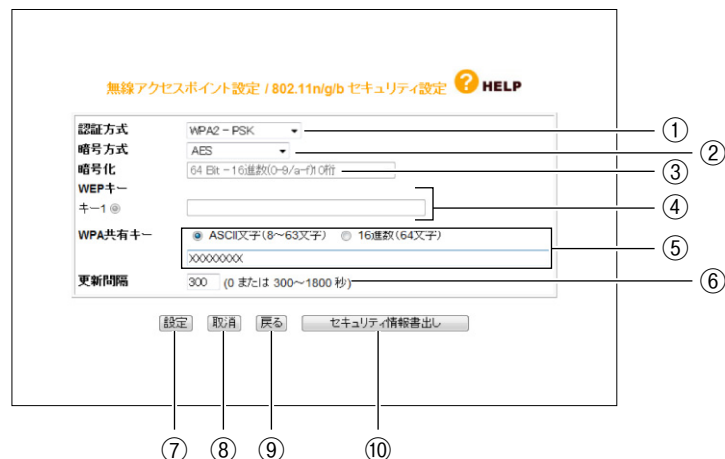 無線アクセスポイント設定 / 802.11n/g/b セキュリティ設定 ? HELP
認証方式 WPA2-PSK ①
暗号方式 AES ②
暗号化 64 Bit-16進数(0-9/a-f)10桁 ③
WEPキー
キー1 ④
WPA共有キー ASCII文字(8~63文字) 16進数(64文字) ⑤
XXXXXXXX
更新間隔 300 (0 または 300~1800 秒) ⑥
設定 取消 戻る セキュリティ情報書出し
⑦ ⑧ ⑨ ⑩